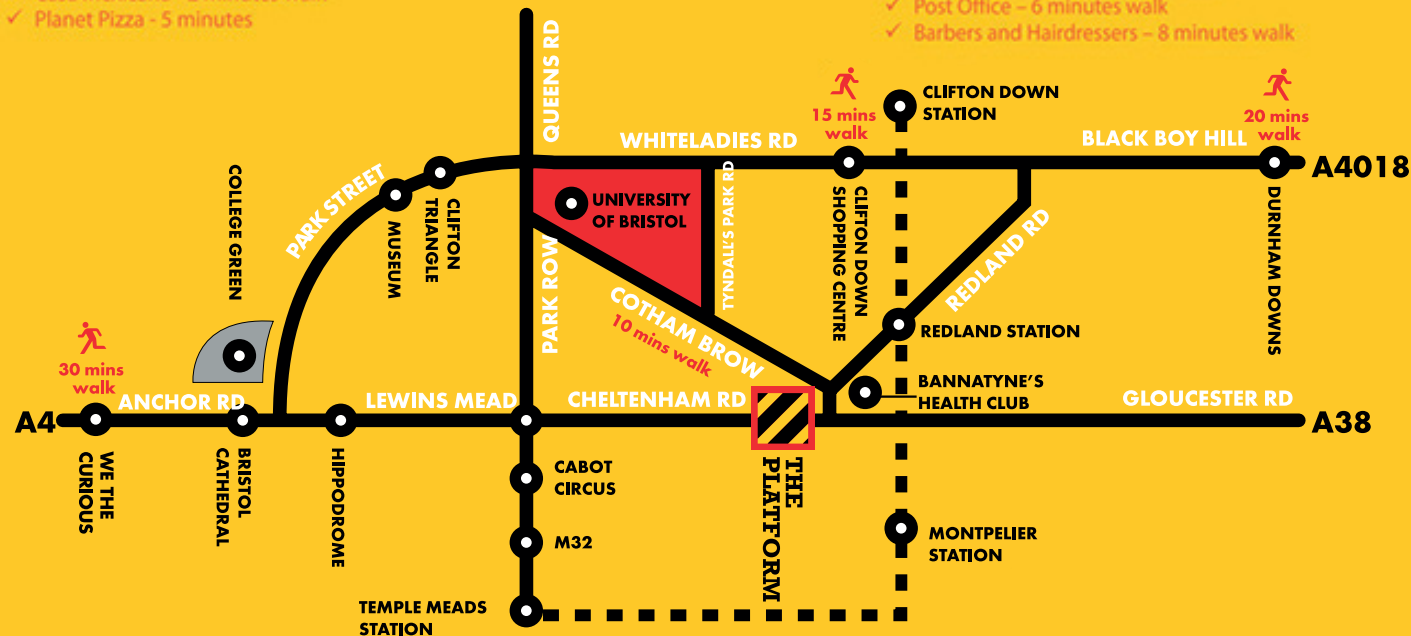 ✓ Planet Pizza - 5 minutes
✓ Post Office – 6 minutes walk
✓ Barbers and Hairdressers – 8 minutes walk
QUEENS RD
CLIFTON DOWN
STATION
15 mins
walk
20 mins
walk
WHITELADIES RD
BLACK BOY HILL
A4018
COLLEGE GREEN
PARK STREET
MUSEUM
CLIFTON
TRIANGLE
UNIVERSITY
OF BRISTOL
TYNDALL'S PARK RD
CLIFTON DOWN
SHOPPING CENTRE
DURNHAM DOWNS
REDLAND RD
PARK ROW
COTHAM BROW
10 mins walk
REDLAND STATION
30 mins
walk
BANNATYNE'S
HEALTH CLUB
A4
ANCHOR RD
LEWINS MEAD
CHELTENHAM RD
GLOUCESTER RD
A38
WE THE
CURIOUS
BRISTOL
CATHEDRAL
HIPPODROME
CABOT
CIRCUS
THE
PLATFORM
M32
MONTPELIER
STATION
TEMPLE MEADS
STATION